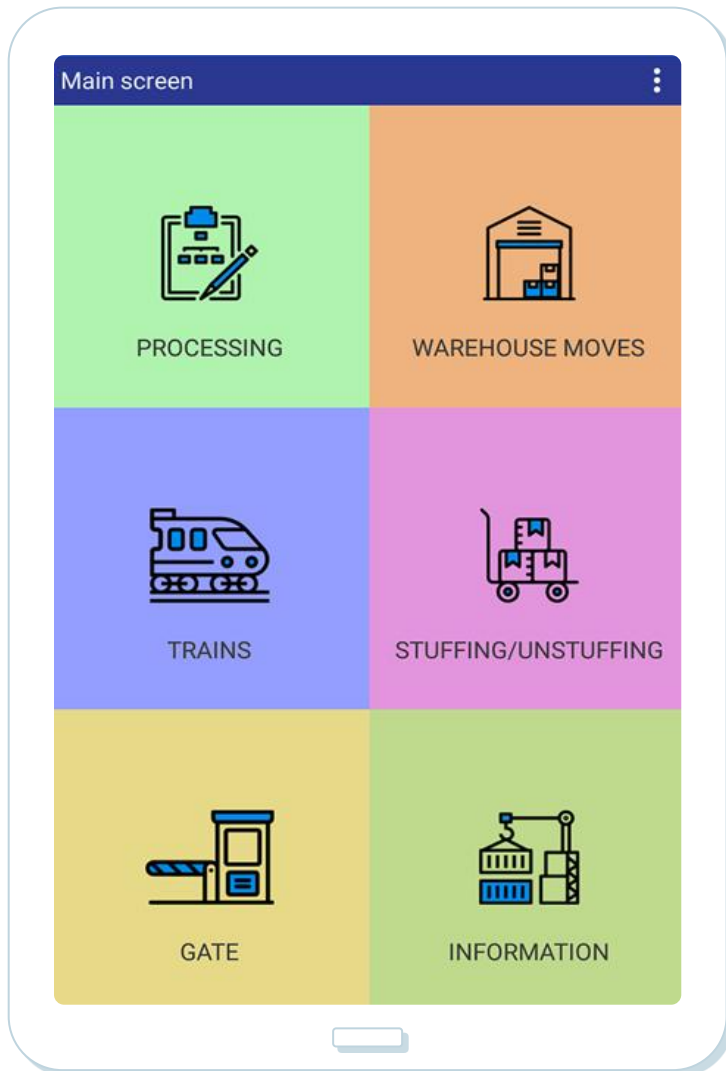 Main screen
PROCESSING
WAREHOUSE MOVES
TRAINS
STUFFING/UNSTUFFING
GATE
INFORMATION